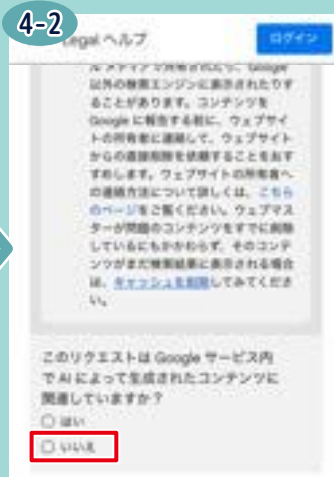 4-2
Legal ヘルプ
ログイン
ルメディアで共有されたり、Google
以外の検索エンジンに表示されたりす
ることがあります。コンテンツを
Google に報告する前に、ウェブサイ
トの所有者に連絡して、ウェブサイト
からの直接削除を依頼することをおす
すめします。ウェブサイトの所有者へ
の連絡方法について詳しくは、こちら
のページをご覧ください。ウェブマス
ターが問題のコンテンツをすでに削除
しているにもかかわらず、そのコンテ
ンツがまだ検索結果に表示される場合
は、キャッシュを削除してみてくださ
い。
このリクエストは Google サービス内
で AI によって生成されたコンテンツに
関連していますか？
はい
いいえ